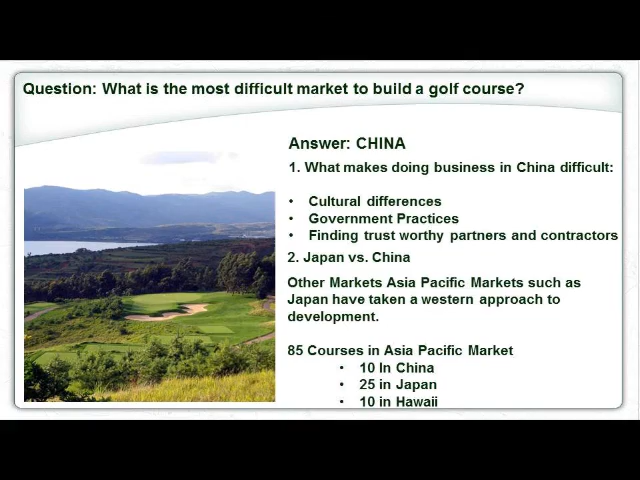 Question: What is the most difficult market to build a golf course?
Answer: CHINA
1. What makes doing business in China difficult:
• Cultural differences
• Government Practices
• Finding trust worthy partners and contractors
2. Japan vs. China
Other Markets Asia Pacific Markets such as
Japan have taken a western approach to
development.
85 Courses in Asia Pacific Market
• 10 In China
• 25 in Japan
• 10 in Hawaii